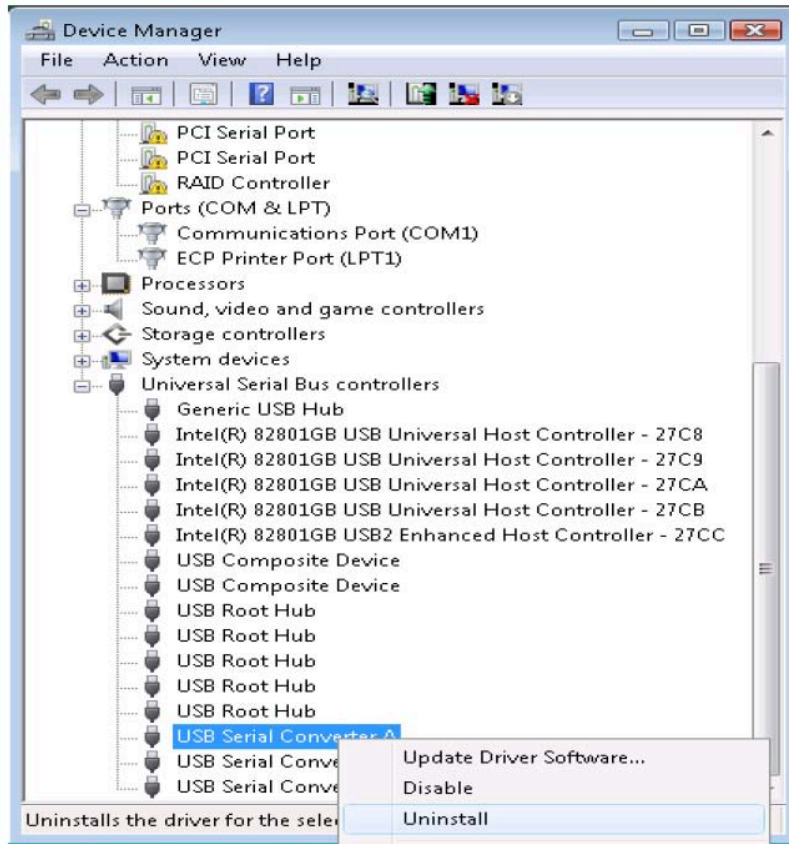 Device Manager
File Action View Help
PCI Serial Port
PCI Serial Port
RAID Controller
Ports (COM & LPT)
Communications Port (COM1)
ECP Printer Port (LPT1)
Processors
Sound, video and game controllers
Storage controllers
System devices
Universal Serial Bus controllers
Generic USB Hub
Intel(R) 82801GB USB Universal Host Controller - 27C8
Intel(R) 82801GB USB Universal Host Controller - 27C9
Intel(R) 82801GB USB Universal Host Controller - 27CA
Intel(R) 82801GB USB Universal Host Controller - 27CB
Intel(R) 82801GB USB2 Enhanced Host Controller - 27CC
USB Composite Device
USB Composite Device
USB Root Hub
USB Root Hub
USB Root Hub
USB Root Hub
USB Root Hub
USB Serial Converter A
USB Serial Conve
USB Serial Conve
Update Driver Software...
Disable
Uninstall
Uninstalls the driver for the sele